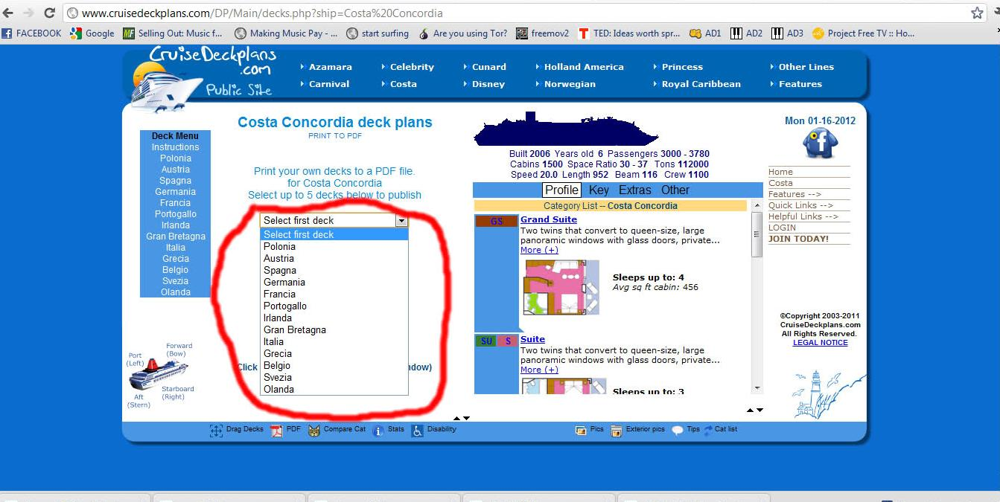 www.cruisedeckplans.com/DP/Main/decks.php?ship=Costa%20Concordia
FACEBOOK Google Selling Out: Music f... Making Music Pay - ... start surfing Are you using Tor? freemov2 TED: Ideas worth spr... AD1 AD2 AD3 Project Free TV :: Ho...
CruiseDeckplans
.com
Public Site
Azamara Celebrity Cunard Holland America Princess Other Lines
Carnival Costa Disney Norwegian Royal Caribbean Features
Deck Menu
Instructions
Polonia
Austria
Spagna
Germania
Francia
Portogallo
Irlanda
Gran Bretagna
Italia
Grecia
Belgio
Svezia
Olanda
Port
(Left)
Forward
(Bow)
Starboard
(Right)
Aft
(Stern)
Costa Concordia deck plans
PRINT TO PDF
Print your own decks to a PDF file.
for Costa Concordia
Select up to 5 decks below to publish
Select first deck
Select first deck
Polonia
Austria
Spagna
Germania
Francia
Portogallo
Irlanda
Gran Bretagna
Italia
Grecia
Belgio
Svezia
Olanda
Click
Built 2006 Years old 6 Passengers 3000 - 3780
Cabins 1500 Space Ratio 30 - 37 Tons 112000
Speed 20.0 Length 952 Beam 116 Crew 1100
Profile Key Extras Other
Category List -- Costa Concordia
GS Grand Suite
Two twins that convert to queen-size, large
panoramic windows with glass doors, private...
More (+)
Sleeps up to: 4
Avg sq ft cabin: 456
SU S Suite
Two twins that convert to queen-size, large
panoramic windows with glass doors, private...
More (+)
Sleeps up to: 3
Mon 01-16-2012
Home
Costa
Features -->
Quick Links -->
Helpful Links -->
LOGIN
JOIN TODAY!
©Copyright 2003-2011
CruiseDeckplans.com
All Rights Reserved.
LEGAL NOTICE
Drag Decks PDF Compare Cat Stats Disability Pics Exterior pics Tips Cat list